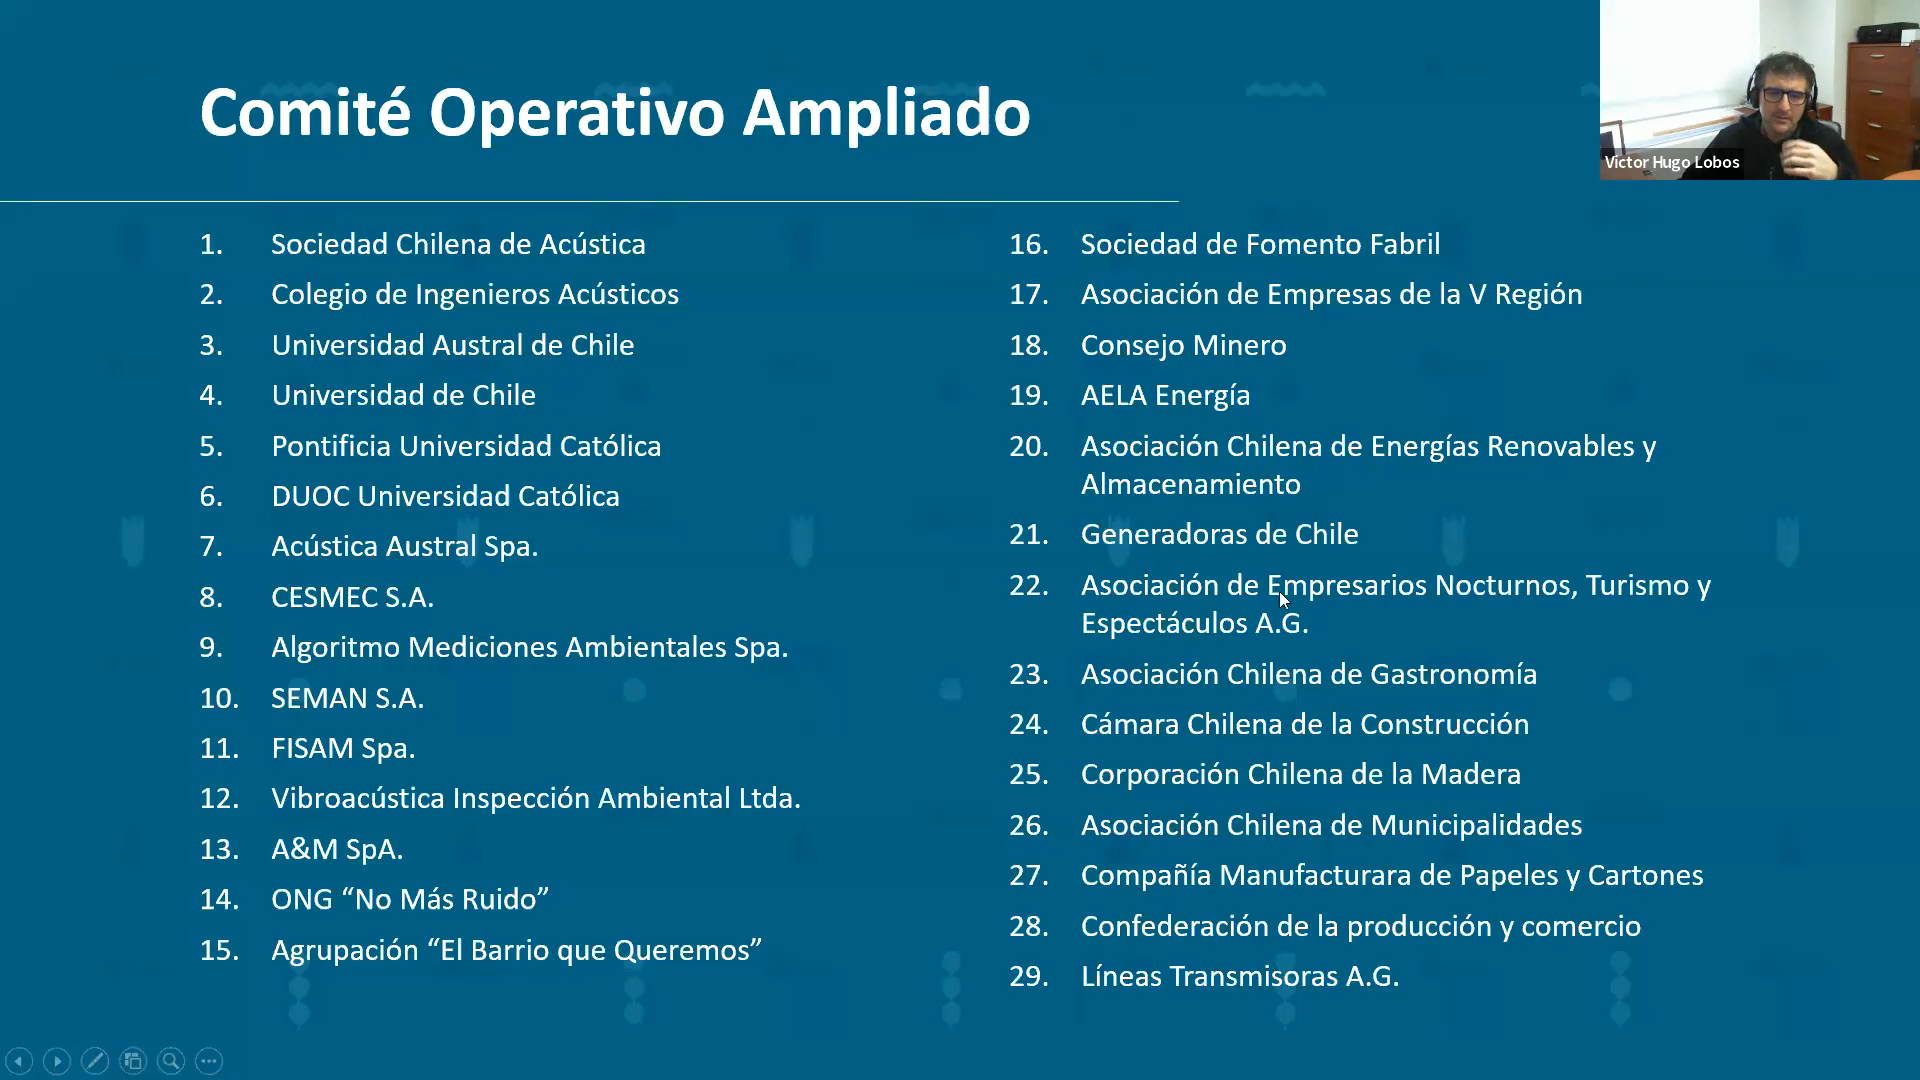 Comité Operativo Ampliado
Victor Hugo Lobos
1. Sociedad Chilena de Acústica
2. Colegio de Ingenieros Acústicos
3. Universidad Austral de Chile
4. Universidad de Chile
5. Pontificia Universidad Católica
6. DUOC Universidad Católica
7. Acústica Austral Spa.
8. CESMEC S.A.
9. Algoritmo Mediciones Ambientales Spa.
10. SEMAN S.A.
11. FISAM Spa.
12. Vibroacústica Inspección Ambiental Ltda.
13. A&M SpA.
14. ONG “No Más Ruido”
15. Agrupación “El Barrio que Queremos”
16. Sociedad de Fomento Fabril
17. Asociación de Empresas de la V Región
18. Consejo Minero
19. AELA Energía
20. Asociación Chilena de Energías Renovables y
Almacenamiento
21. Generadoras de Chile
22. Asociación de Empresarios Nocturnos, Turismo y
Espectáculos A.G.
23. Asociación Chilena de Gastronomía
24. Cámara Chilena de la Construcción
25. Corporación Chilena de la Madera
26. Asociación Chilena de Municipalidades
27. Compañía Manufacturara de Papeles y Cartones
28. Confederación de la producción y comercio
29. Líneas Transmisoras A.G.